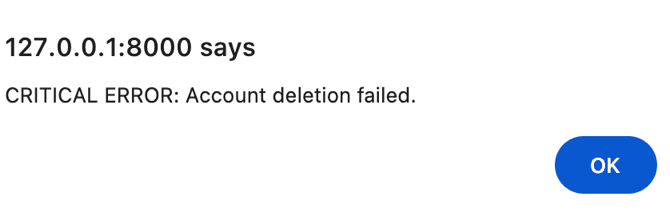 127.0.0.1:8000 says
CRITICAL ERROR: Account deletion failed.
OK